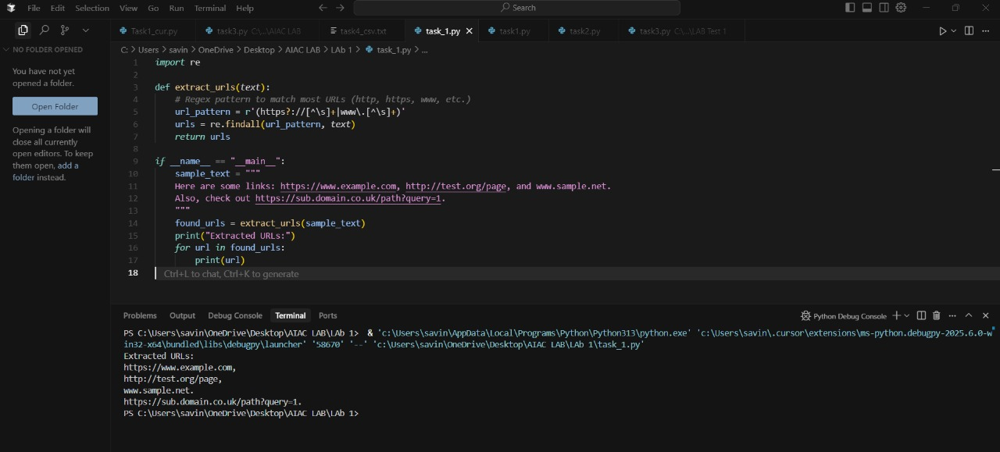 File Edit Selection View Go Run Terminal Help
Search
NO FOLDER OPENED
You have not yet
opened a folder.
Open Folder
Opening a folder will
close all currently
open editors. To keep
them open, add a
folder instead.
Task1_cur.py task3.py C:\...\AIAC LAB task4_csv.txt task_1.py task1.py task2.py task3.py C:\...\LAB Test 1
C: > Users > savin > OneDrive > Desktop > AIAC LAB > LAb 1 > task_1.py > ...
1 import re
2
3 def extract_urls(text):
4 # Regex pattern to match most URLs (http, https, www, etc.)
5 url_pattern = r'(https?://[^\s]+|www\.[^\s]+)'
6 urls = re.findall(url_pattern, text)
7 return urls
8
9 if __name__ == "__main__":
10 sample_text = """
11 Here are some links: https://www.example.com, http://test.org/page, and www.sample.net.
12 Also, check out https://sub.domain.co.uk/path?query=1.
13 """
14 found_urls = extract_urls(sample_text)
15 print("Extracted URLs:")
16 for url in found_urls:
17 print(url)
18 Ctrl+L to chat, Ctrl+K to generate
Problems Output Debug Console Terminal Ports
Python Debug Console
PS C:\Users\savin\OneDrive\Desktop\AIAC LAB\LAb 1> & 'c:\Users\savin\AppData\Local\Programs\Python\Python313\python.exe' 'c:\Users\savin\.cursor\extensions\ms-python.debugpy-2025.6.0-w
in32-x64\bundled\libs\debugpy\launcher' '58670' '--' 'c:\Users\savin\OneDrive\Desktop\AIAC LAB\LAb 1\task_1.py'
Extracted URLs:
https://www.example.com,
http://test.org/page,
www.sample.net.
https://sub.domain.co.uk/path?query=1.
PS C:\Users\savin\OneDrive\Desktop\AIAC LAB\LAb 1>